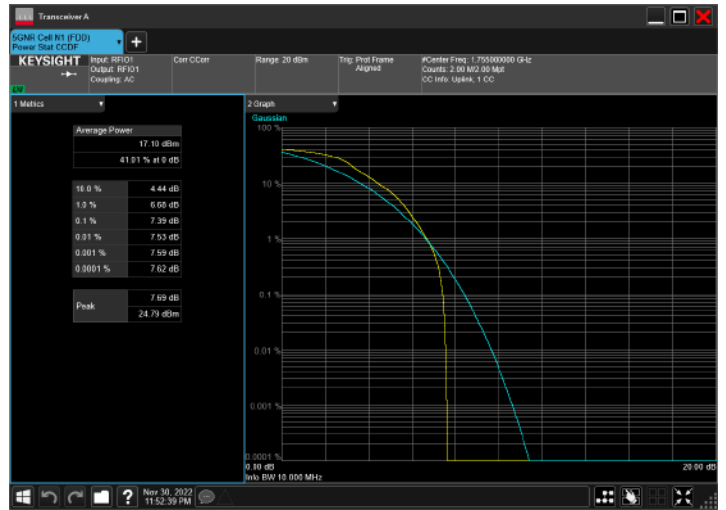 Transceiver A
5GNR Cell N1 (FDD)
Power Stat CCDF
KEYSIGHT
Input: RFIO1
Output: RFIO1
Coupling: AC
Corr CCorr
Range: 20 dBm
Trig: Prot Frame
Aligned
#Center Freq: 1.755000000 GHz
Counts: 2.00 M/2.00 Mpt
CC Info: Uplink, 1 CC
1 Metrics
Average Power
17.10 dBm
41.01 % at 0 dB
10.0 % 4.44 dB
1.0 % 6.68 dB
0.1 % 7.39 dB
0.01 % 7.53 dB
0.001 % 7.59 dB
0.0001 % 7.62 dB
Peak
7.69 dB
24.79 dBm
2 Graph
Gaussian
100 %
10 %
1 %
0.1 %
0.01 %
0.001 %
0.0001 %
0.00 dB
20.00 dB
Info BW 10.000 MHz
?
Nov 30, 2022
11:52:39 PM